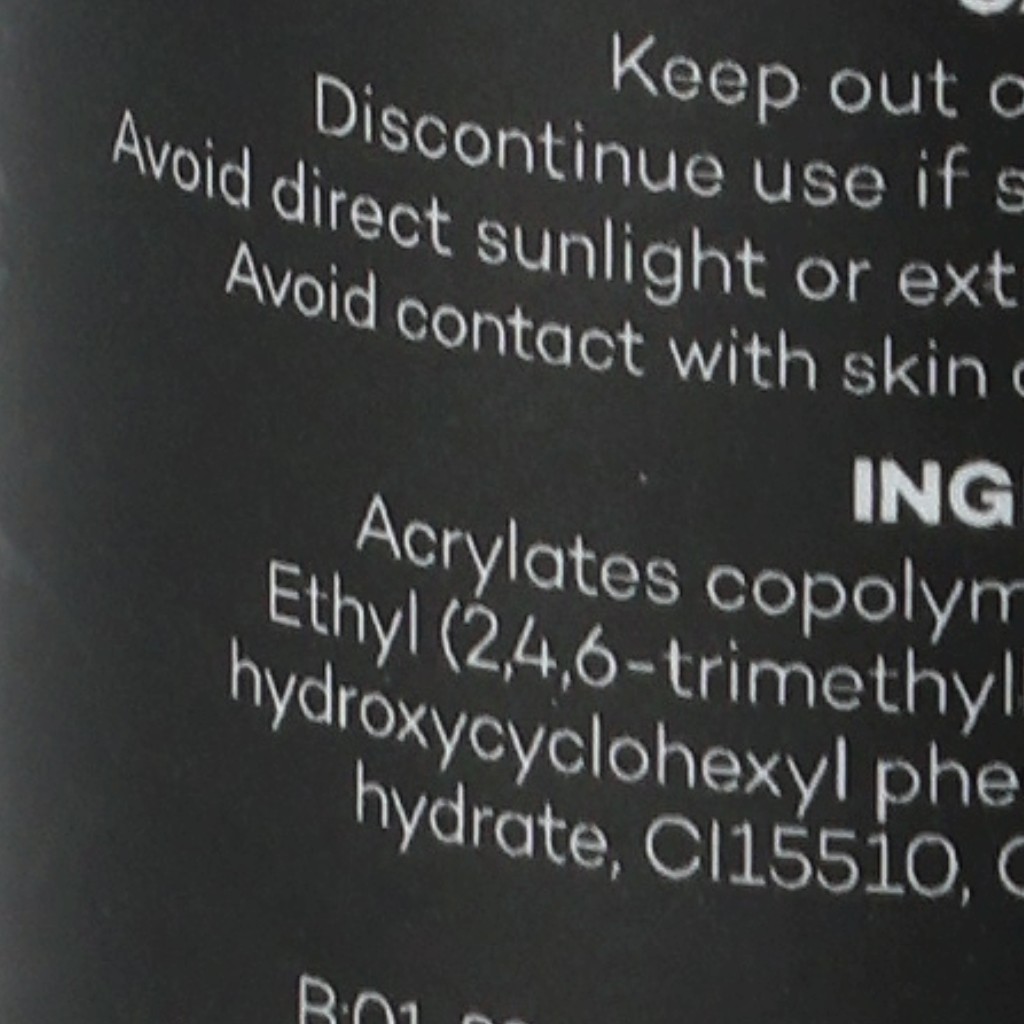 Keep out
Discontinue use if
Avoid direct sunlight or ext
Avoid contact with skin
ING
Acrylates copolym
Ethyl (2,4,6-trimethyl
hydroxycyclohexyl phe
hydrate, CI15510,
B:01